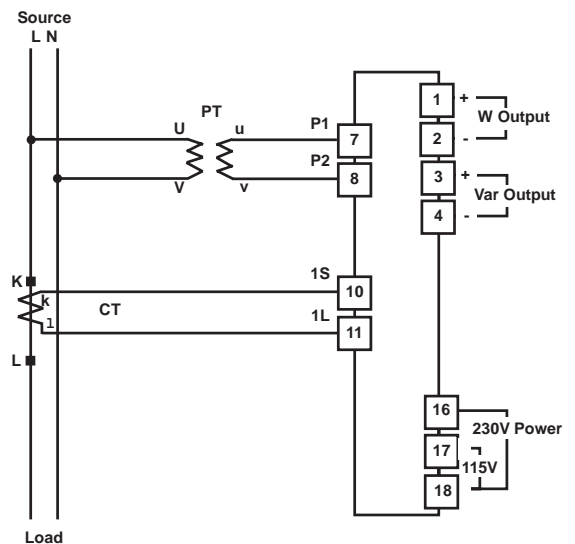 Source
L N
PT
U u P1 7
P2 8
V v
1 +
W Output
2 -
3 +
Var Output
4 -
K
k
1S 10
CT
l
1L 11
L
16
230V Power
17
115V
18
Load